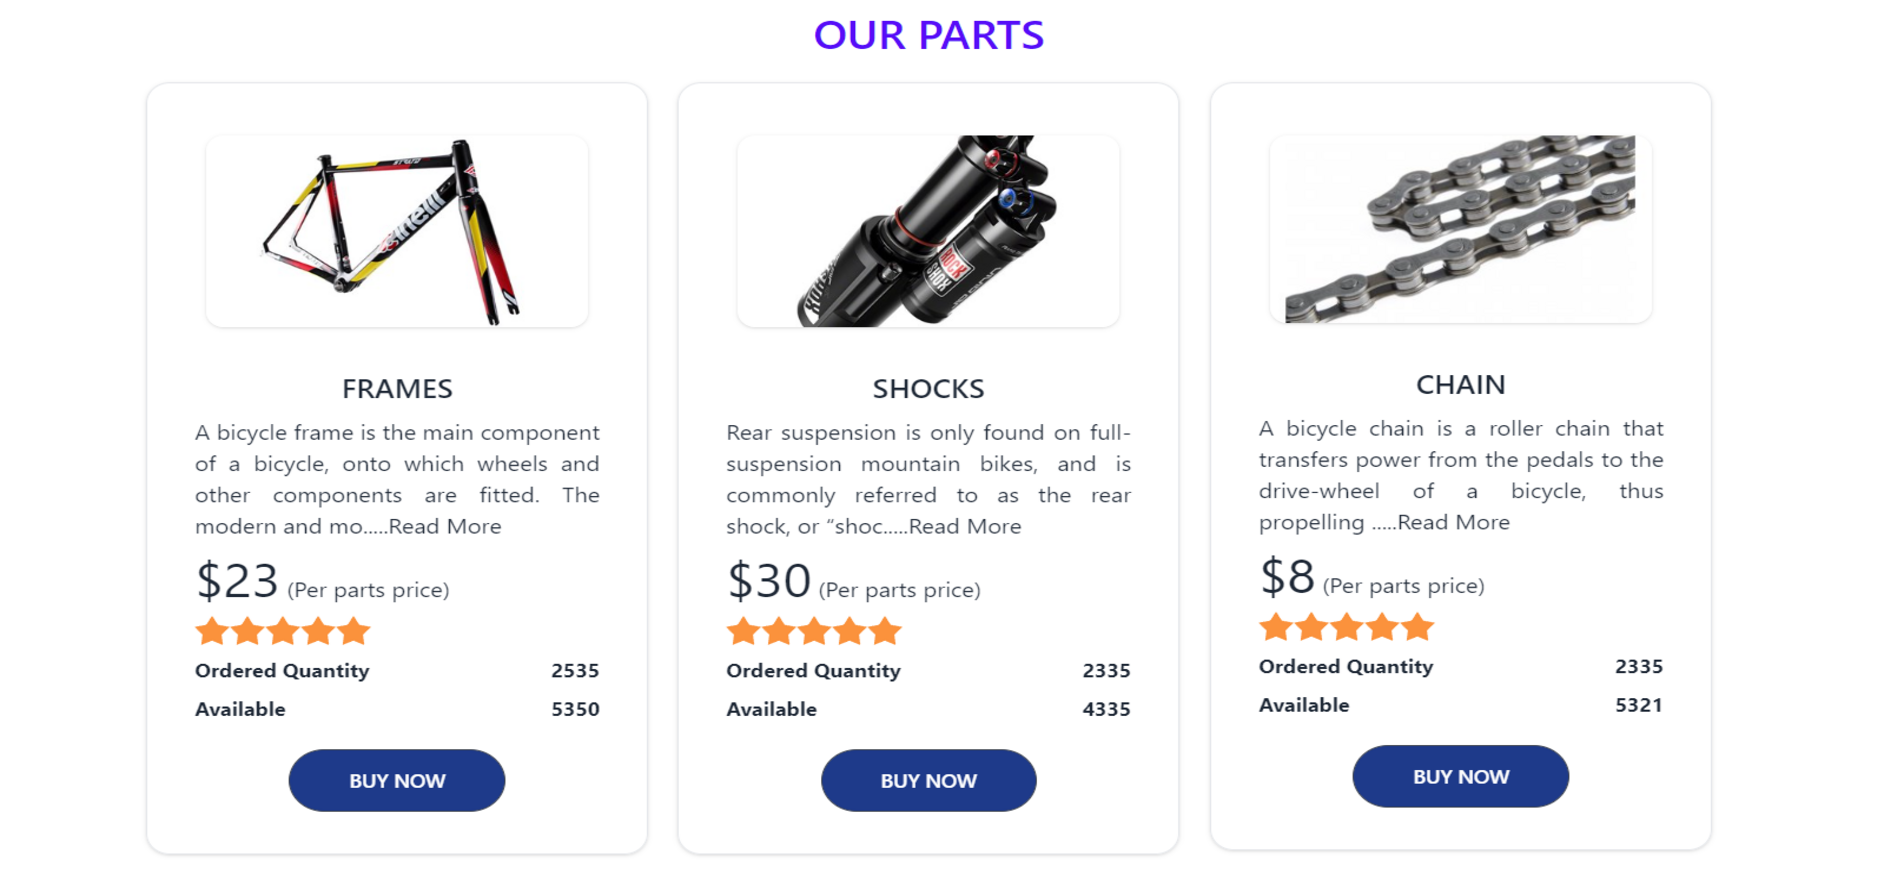 OUR PARTS
cinelli
ROCK
SHOX
FRAMES
A bicycle frame is the main component
of a bicycle, onto which wheels and
other components are fitted. The
modern and mo.....Read More
$23 (Per parts price)
Ordered Quantity 2535
Available 5350
BUY NOW
SHOCKS
Rear suspension is only found on full-
suspension mountain bikes, and is
commonly referred to as the rear
shock, or “shoc.....Read More
$30 (Per parts price)
Ordered Quantity 2335
Available 4335
BUY NOW
CHAIN
A bicycle chain is a roller chain that
transfers power from the pedals to the
drive-wheel of a bicycle, thus
propelling .....Read More
$8 (Per parts price)
Ordered Quantity 2335
Available 5321
BUY NOW